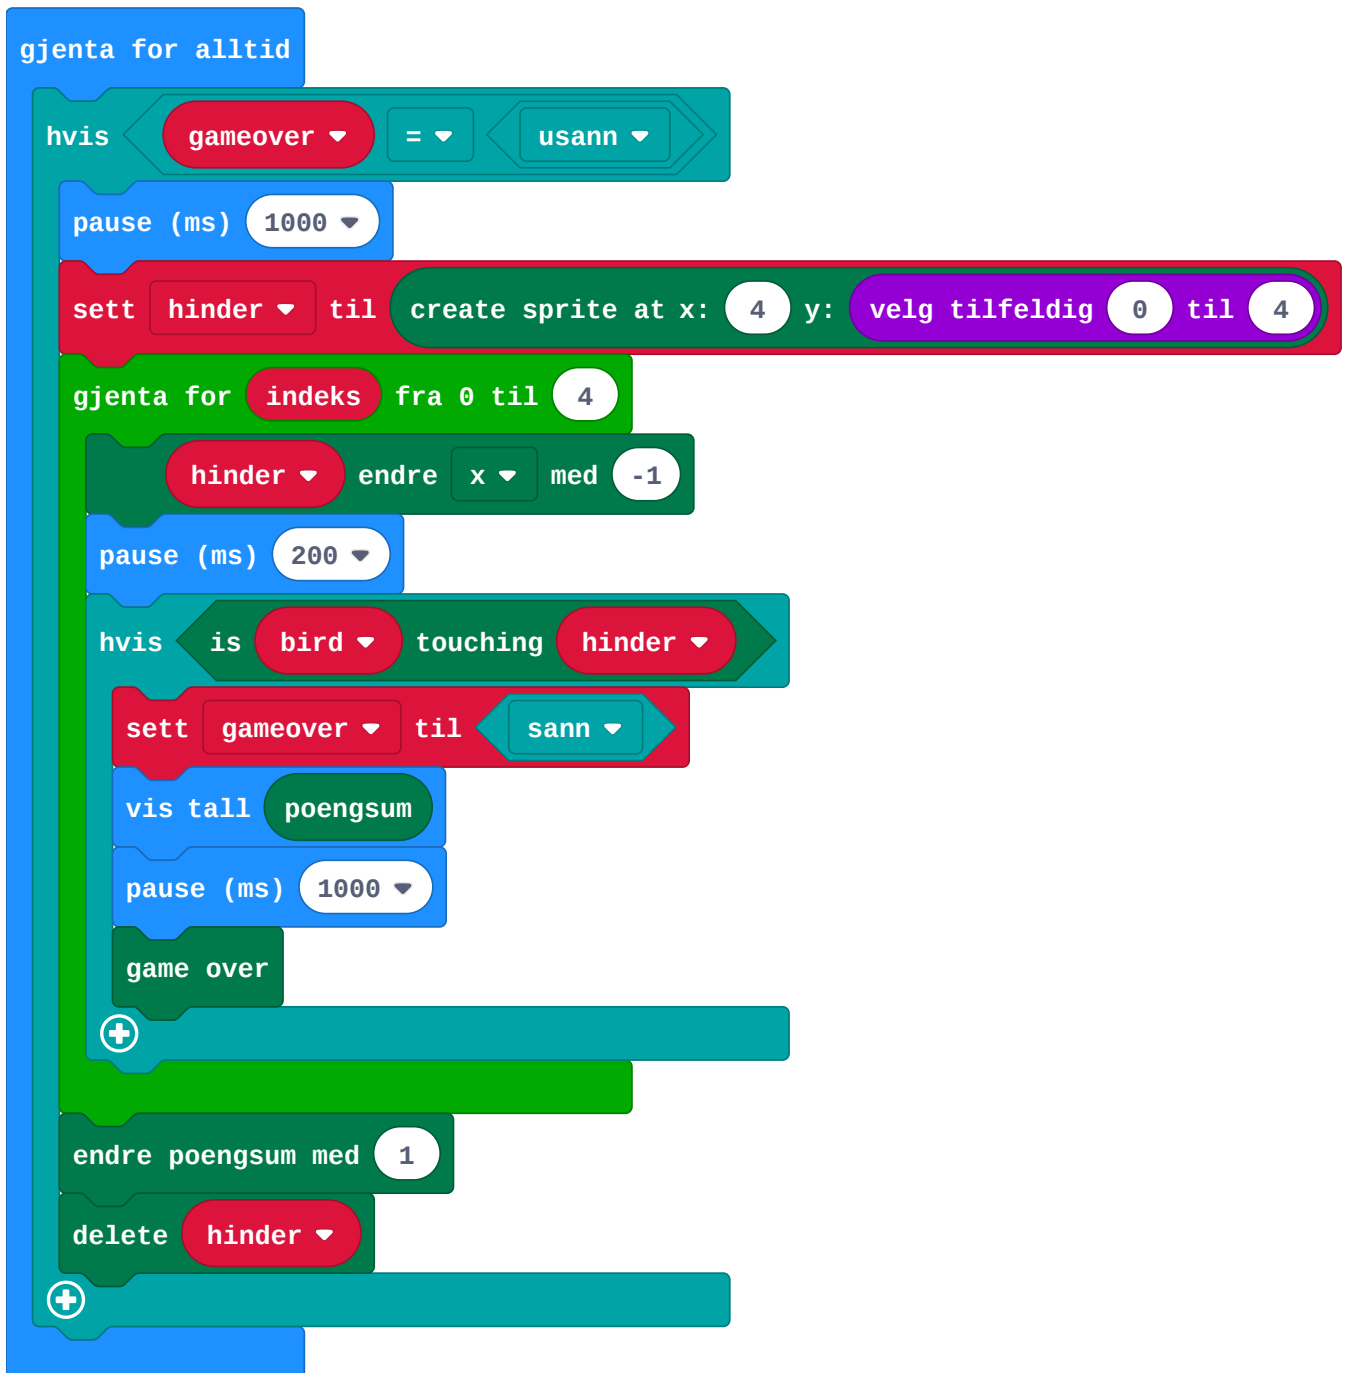 gjenta for alltid
hvis gameover = usann
pause (ms) 1000
sett hinder til create sprite at x: 4 y: velg tilfeldig 0 til 4
gjenta for indeks fra 0 til 4
hinder endre x med -1
pause (ms) 200
hvis is bird touching hinder
sett gameover til sann
vis tall poengsum
pause (ms) 1000
game over
endre poengsum med 1
delete hinder